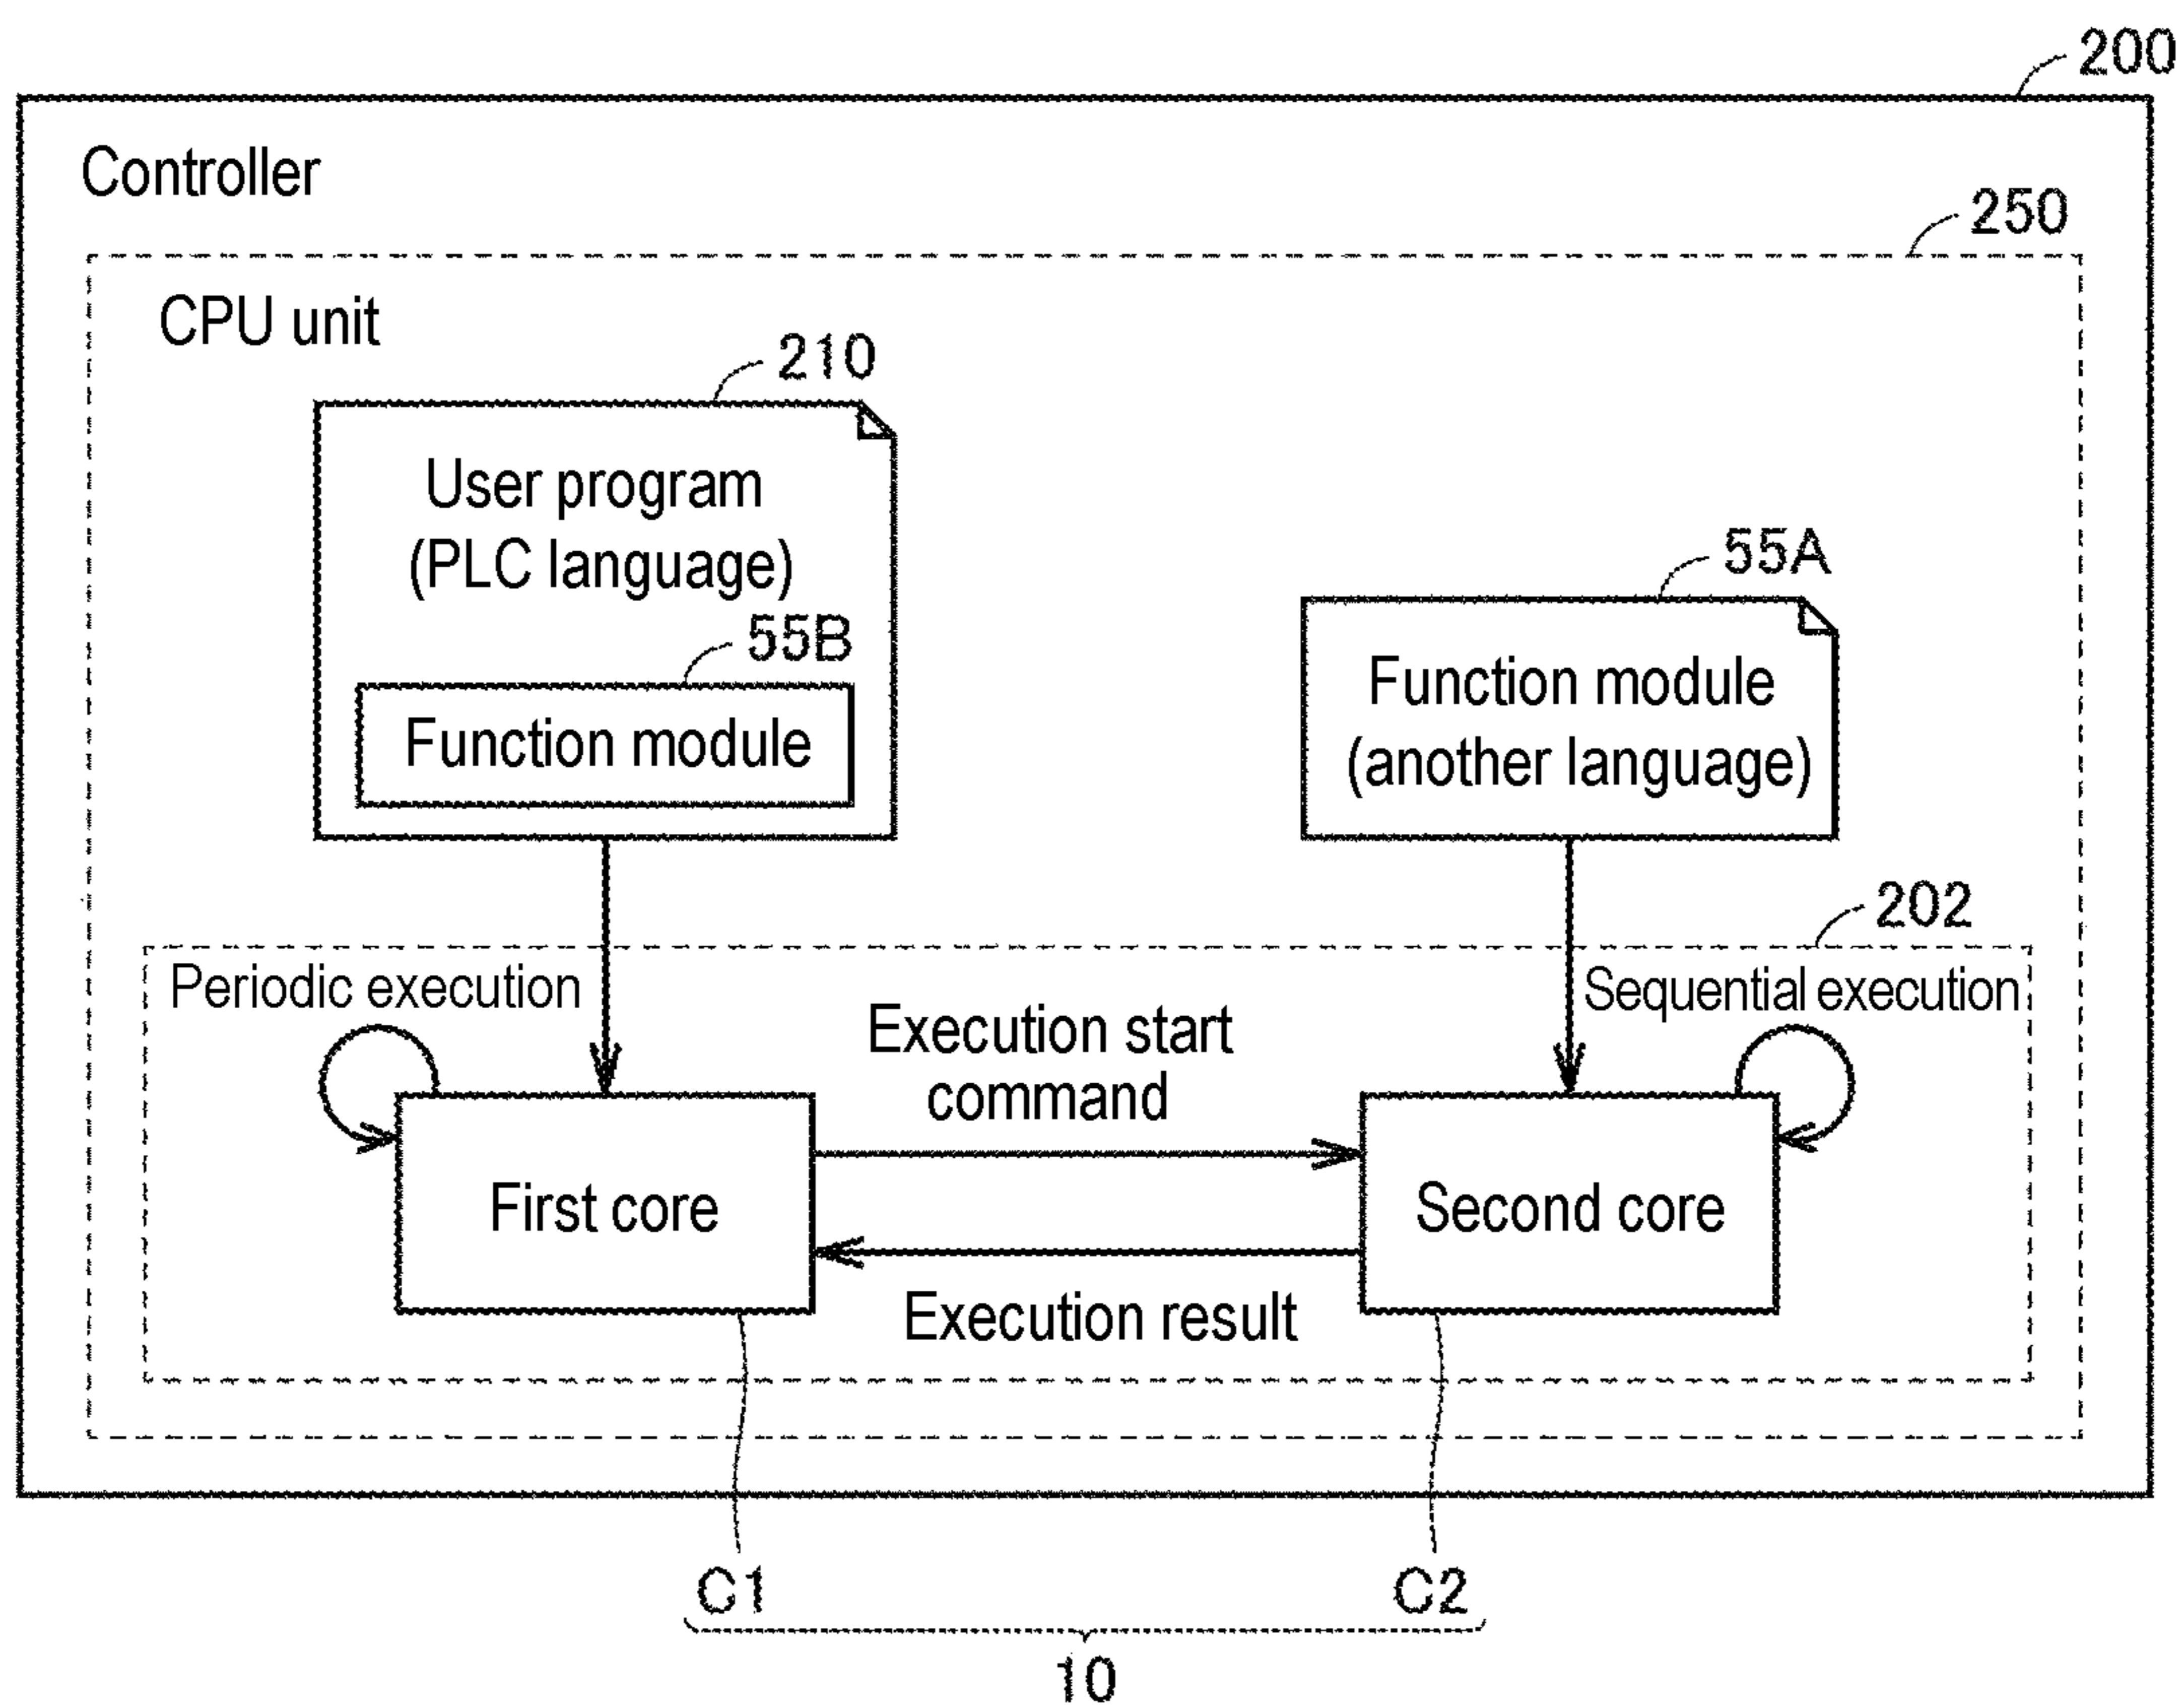 200
Controller
250
CPU unit
210
User program
(PLC language)
55B
Function module
55A
Function module
(another language)
202
Periodic execution
Sequential execution
Execution start
command
First core
Second core
Execution result
C1
C2
10